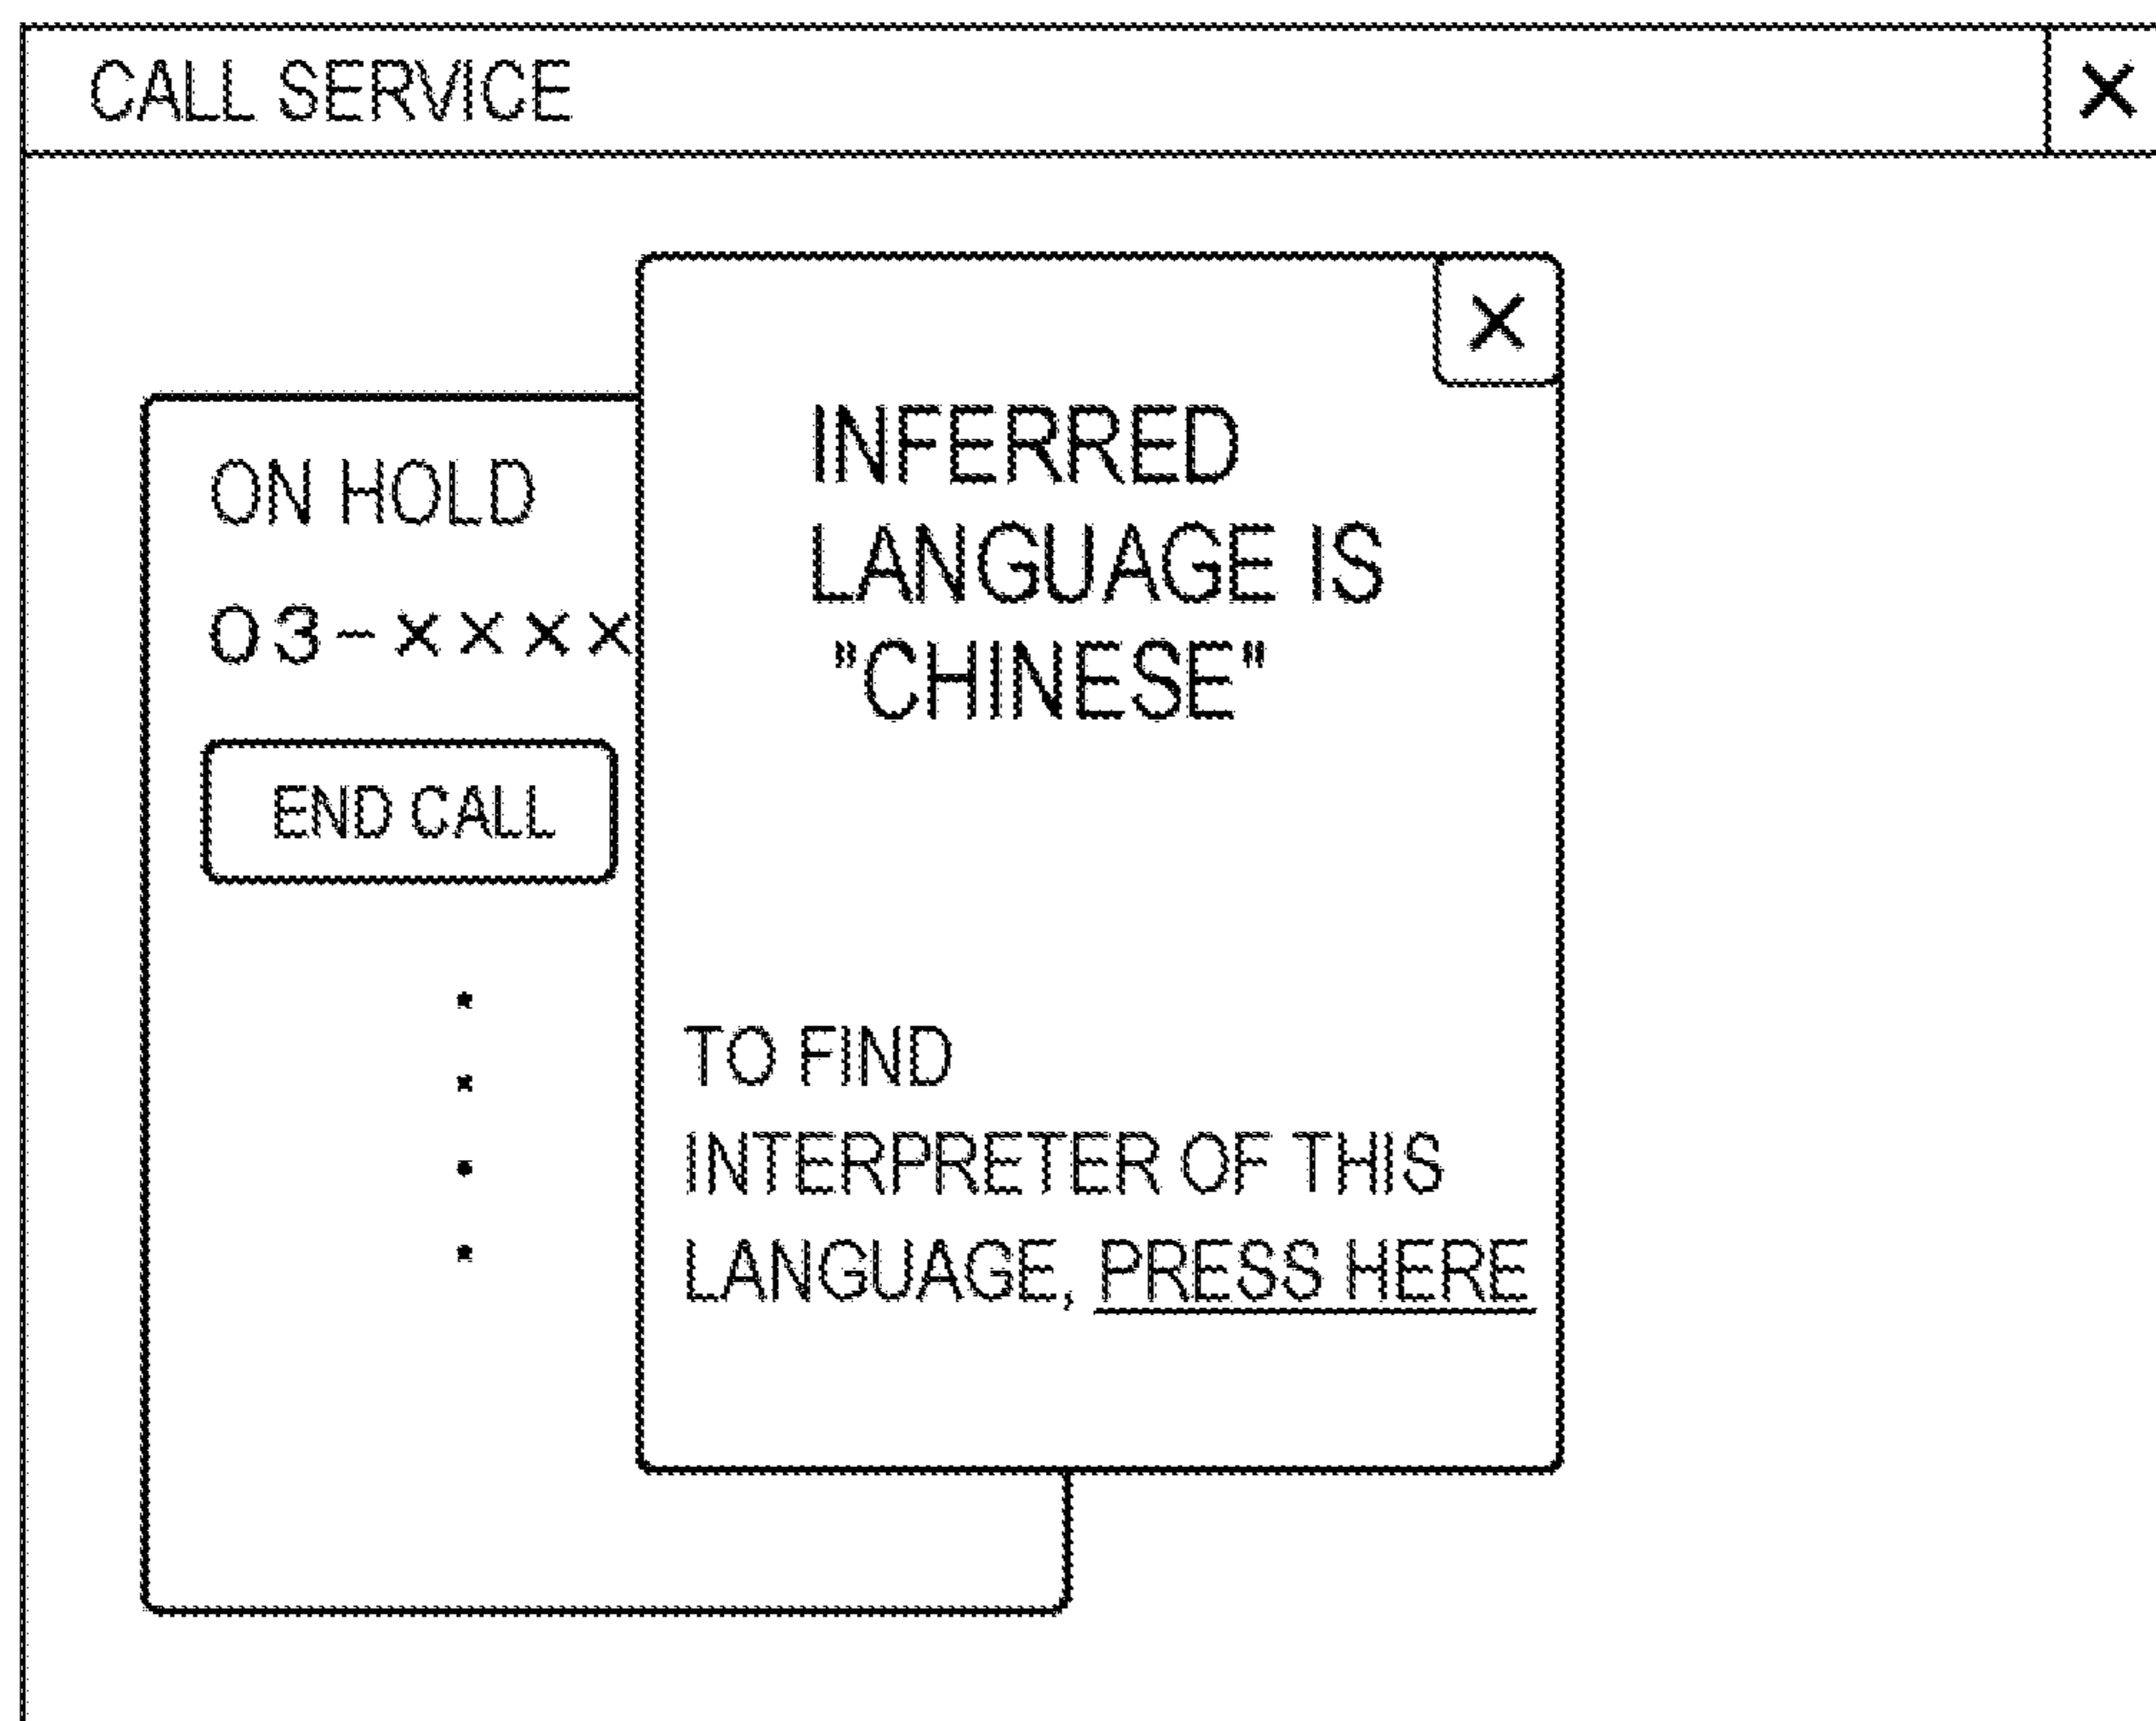 CALL SERVICE ×
×
INFERRED
LANGUAGE IS
"CHINESE"
ON HOLD
03-××××
END CALL
TO FIND
INTERPRETER OF THIS
LANGUAGE, PRESS HERE